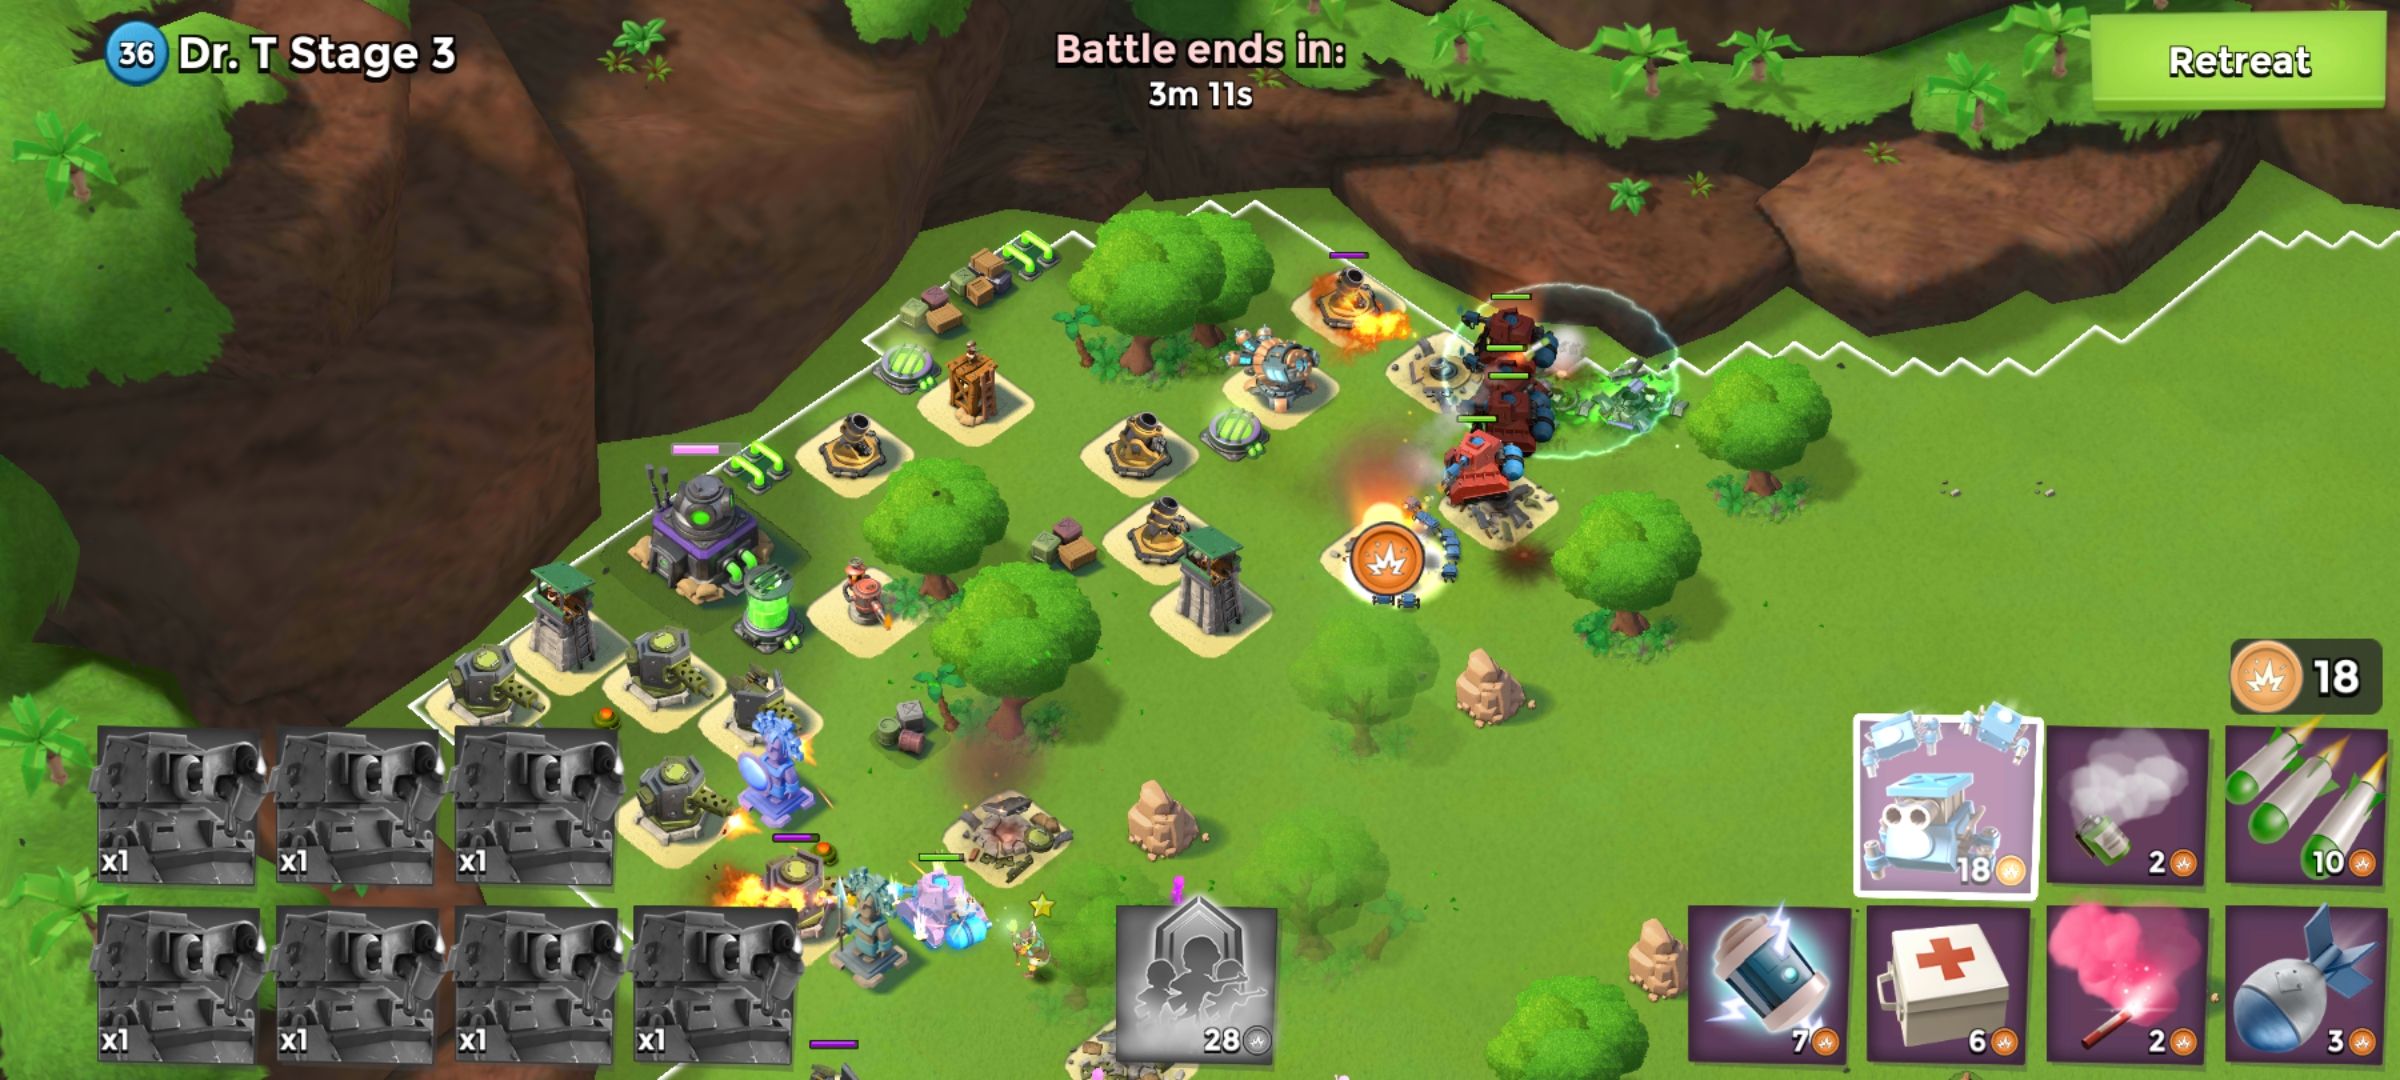 36 Dr. T Stage 3
Battle ends in:
3m 11s
Retreat
18
x1 x1 x1
18 2 10
x1 x1 x1 x1
28
7 6 2 3